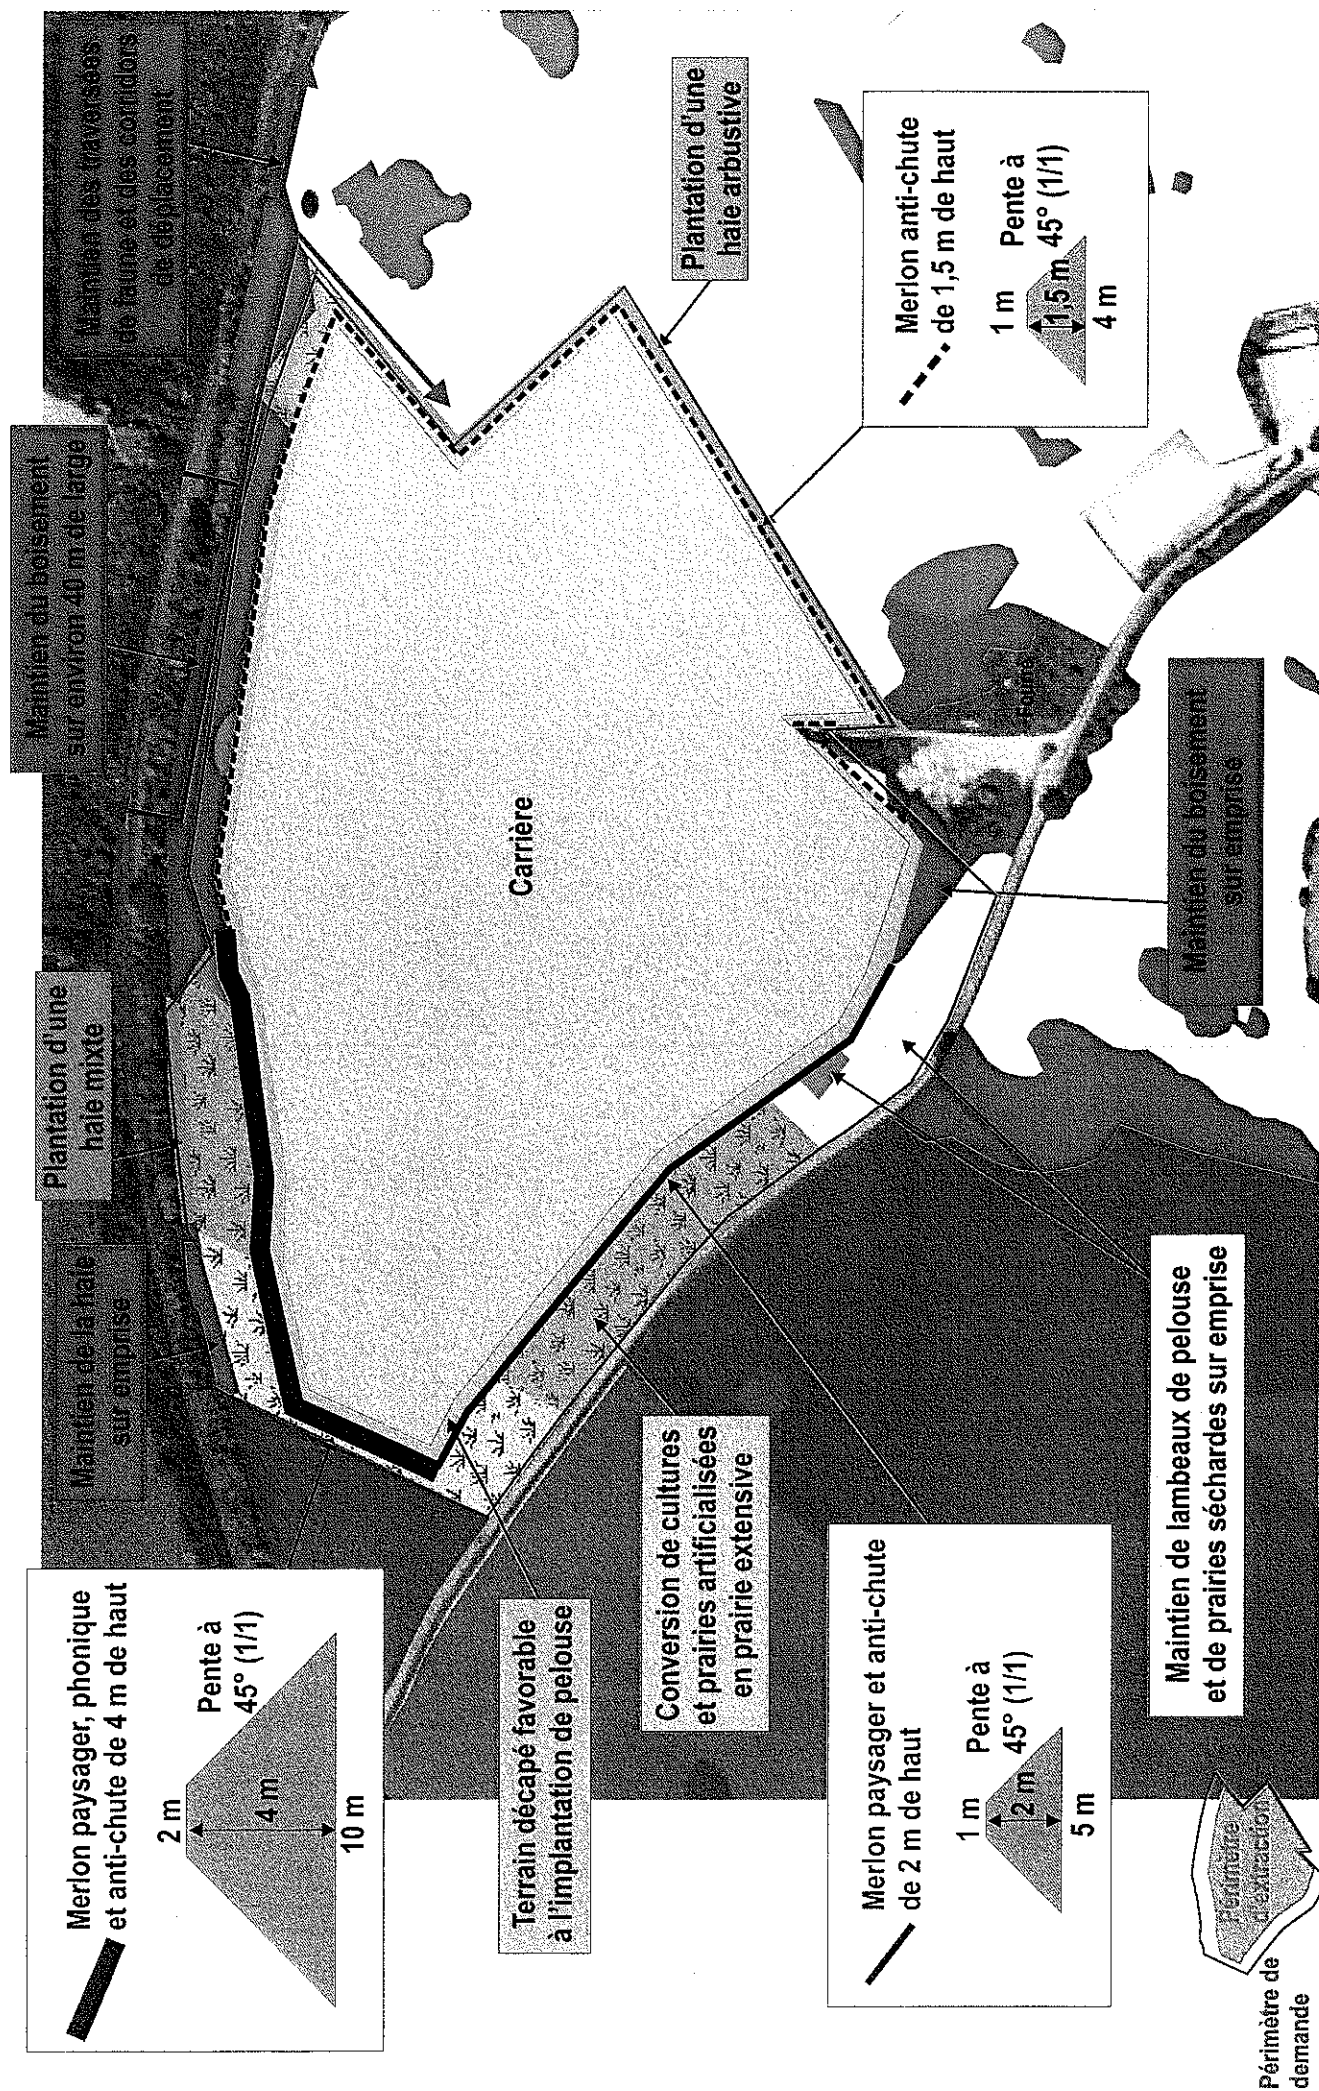 Merlon paysager, phonique
et anti-chute de 4 m de haut
2 m
Pente à
45° (1/1)
4 m
10 m
Maintien de la haie
sur emprise
Plantation d'une
haie mixte
Maintien du boisement
sur environ 40 m de large
Maintien des traversées
de faune et des corridors
de déplacement
Terrain décapé favorable
à l'implantation de pelouse
Carrière
Plantation d'une
haie arbustive
Conversion de cultures
et prairies artificialisées
en prairie extensive
Merlon paysager et anti-chute
de 2 m de haut
1 m
Pente à
45° (1/1)
2 m
5 m
Merlon anti-chute
de 1,5 m de haut
1 m
Pente à
45° (1/1)
1,5 m
4 m
Maintien de lambeaux de pelouse
et de prairies séchardes sur emprise
Maintien du boisement
sur emprise
Périmètre
d'extraction
Périmètre de
demande